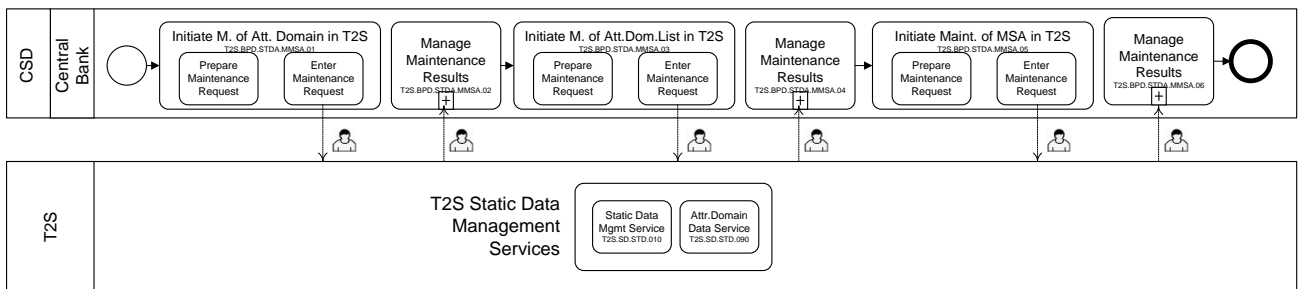 CSD
Central
Bank
Initiate M. of Att. Domain in T2S
T2S.BPD.STDA.MMSA.01
Prepare
Maintenance
Request
Enter
Maintenance
Request
Manage
Maintenance
Results
T2S.BPD.STDA.MMSA.02
+
Initiate M. of Att.Dom.List in T2S
T2S.BPD.STDA.MMSA.03
Prepare
Maintenance
Request
Enter
Maintenance
Request
Manage
Maintenance
Results
T2S.BPD.STDA.MMSA.04
+
Initiate Maint. of MSA in T2S
T2S.BPD.STDA.MMSA.05
Prepare
Maintenance
Request
Enter
Maintenance
Request
Manage
Maintenance
Results
T2S.BPD.STDA.MMSA.06
+
T2S
T2S Static Data
Management
Services
Static Data
Mgmt Service
T2S.SD.STD.010
Attr.Domain
Data Service
T2S.SD.STD.090